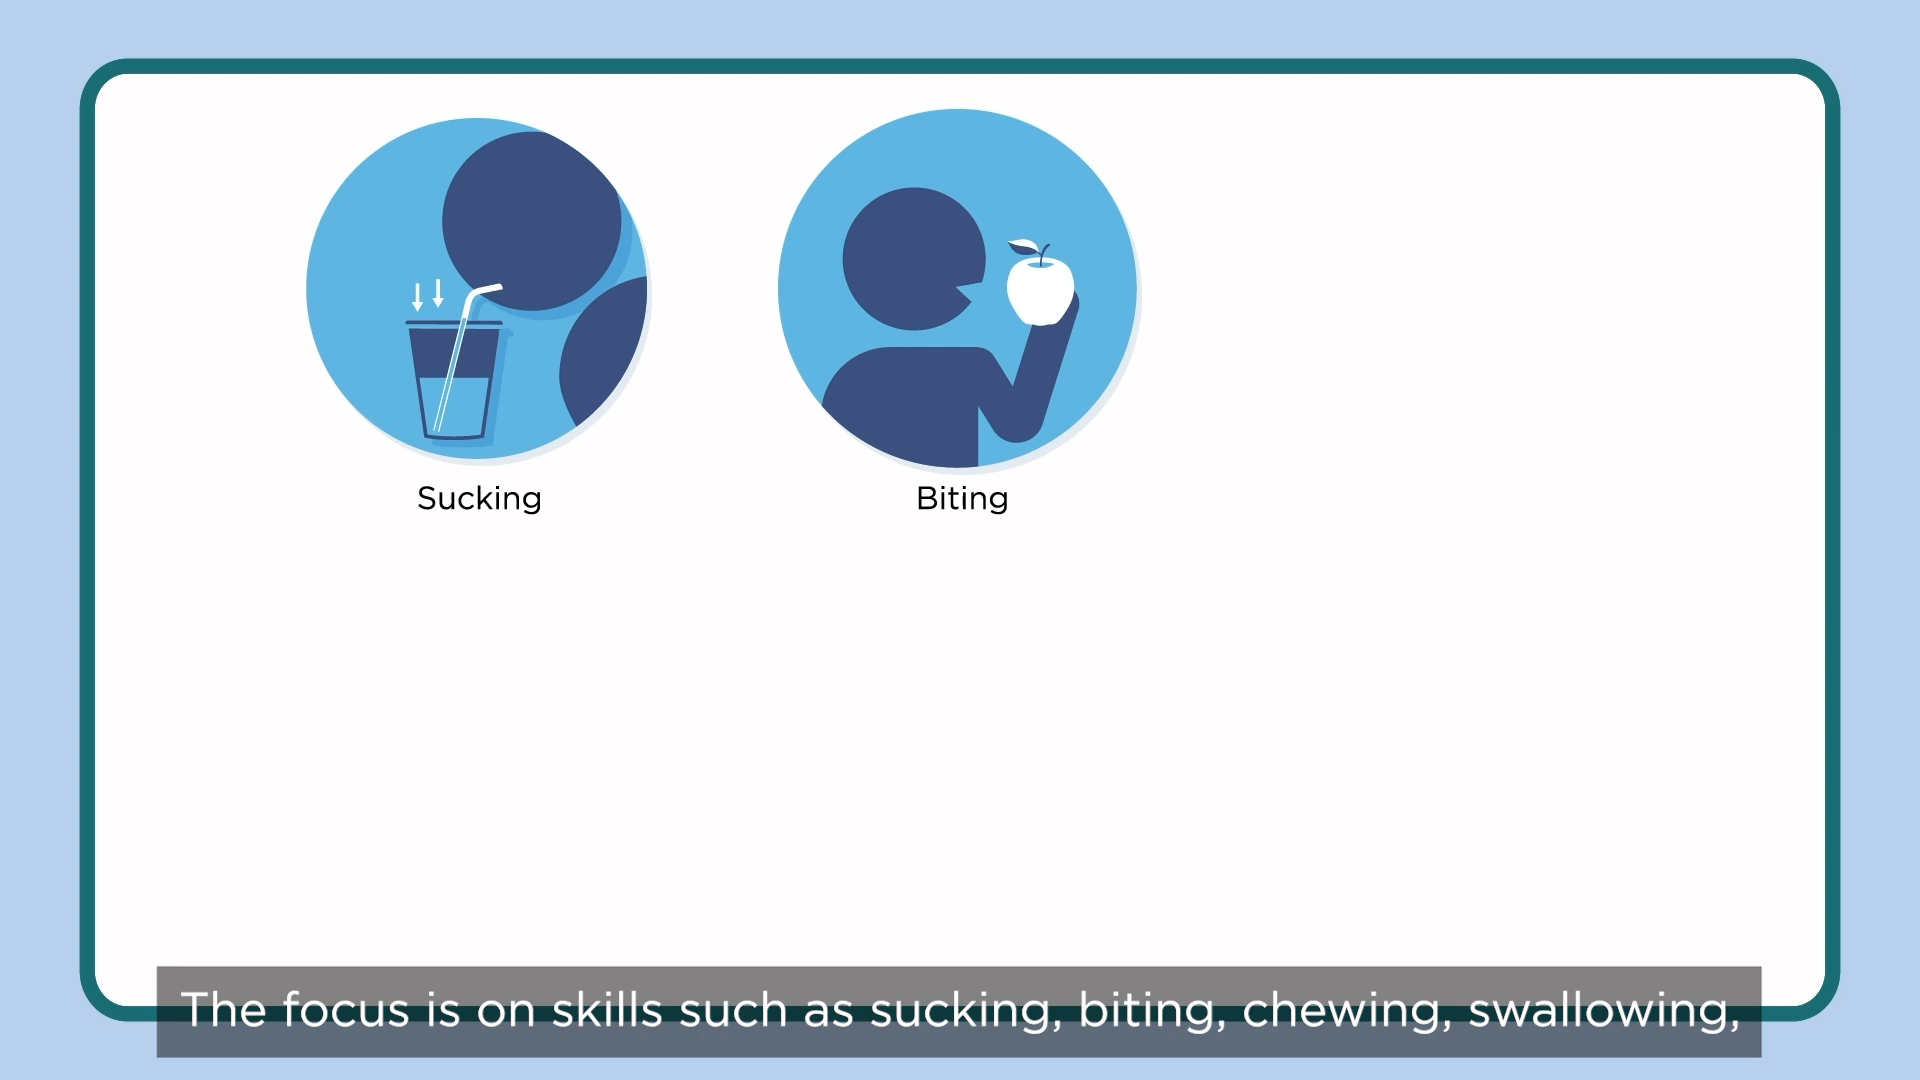 Sucking
Biting
The focus is on skills such as sucking, biting, chewing, swallowing,